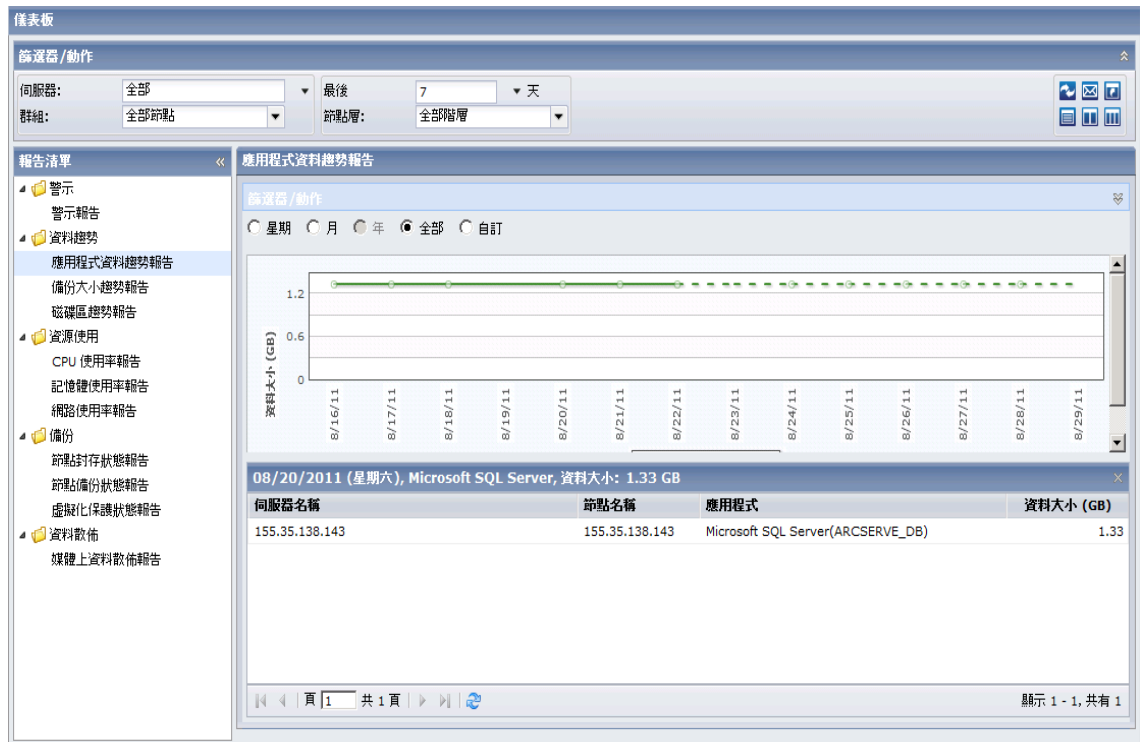 儀表板
篩選器/動作
伺服器: 全部 最後 7 天
群組: 全部節點 節點層: 全部階層
報告清單
警示
警示報告
資料趨勢
應用程式資料趨勢報告
備份大小趨勢報告
磁碟區趨勢報告
資源使用
CPU 使用率報告
記憶體使用率報告
網路使用率報告
備份
節點封存狀態報告
節點備份狀態報告
虛擬化保護狀態報告
資料散佈
媒體上資料散佈報告
應用程式資料趨勢報告
篩選器/動作
星期 月 年 全部 自訂
資料大小 (GB)
1.2
0.6
0
8/16/11 8/17/11 8/18/11 8/19/11 8/20/11 8/21/11 8/22/11 8/23/11 8/24/11 8/25/11 8/26/11 8/27/11 8/28/11 8/29/11
08/20/2011 (星期六), Microsoft SQL Server, 資料大小: 1.33 GB
伺服器名稱 節點名稱 應用程式 資料大小 (GB)
155.35.138.143 155.35.138.143 Microsoft SQL Server(ARCSERVE_DB) 1.33
頁 1 共 1 頁 顯示 1 - 1, 共有 1